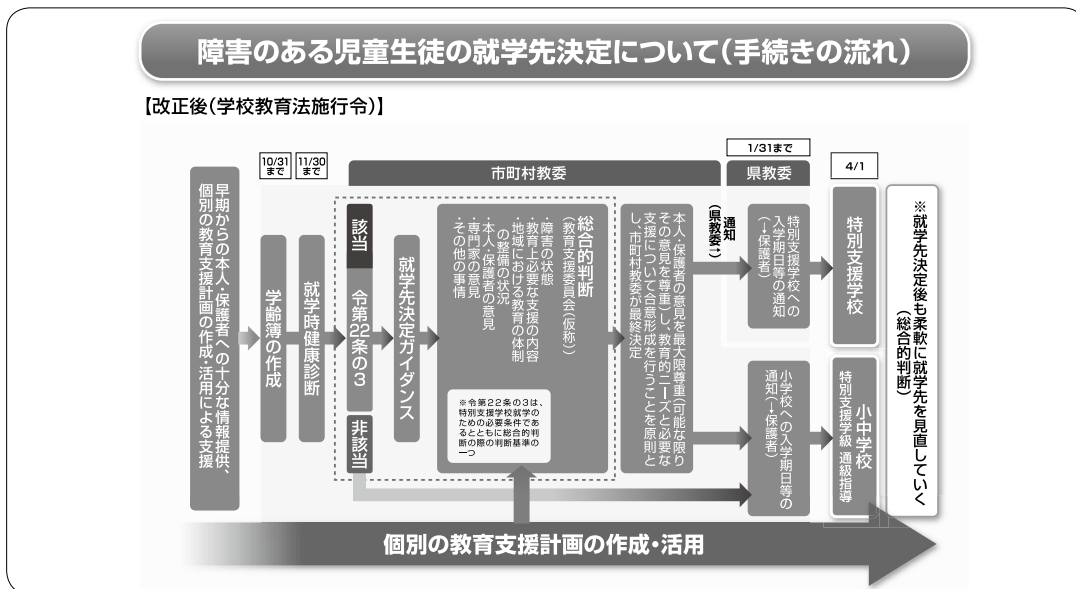 障害のある児童生徒の就学先決定について(手続きの流れ)
【改正後(学校教育法施行令)】
早期からの本人・保護者への十分な情報提供、
個別の教育支援計画の作成・活用による支援
10/31
まで
学齢簿の作成
11/30
まで
就学時健康診断
市町村教委
該当
令第22条の3
非該当
就学先決定ガイダンス
総合的判断
(教育支援委員会(仮称))
・障害の状態
・教育上必要な支援の内容
・地域における教育の体制
の整備の状況
・本人・保護者の意見
・専門家の意見
・その他の事情
※令第22条の3は、
特別支援学校就学の
ための必要条件であ
るとともに総合的判
断の際の判断基準の
一つ
本人・保護者の意見を最大限尊重(可能な限り
その意見を尊重)し、教育的ニーズと必要な
支援について合意形成を行うことを原則と
し、市町村教委が最終決定
通知
(県教委↑)
1/31まで
県教委
特別支援学校への
入学期日等の通知
(→保護者)
小学校への入学期日等の
通知(→保護者)
4/1
特別支援学校
小中学校
特別支援学級 通級指導
※就学先決定後も柔軟に就学先を見直していく
(総合的判断)
個別の教育支援計画の作成・活用